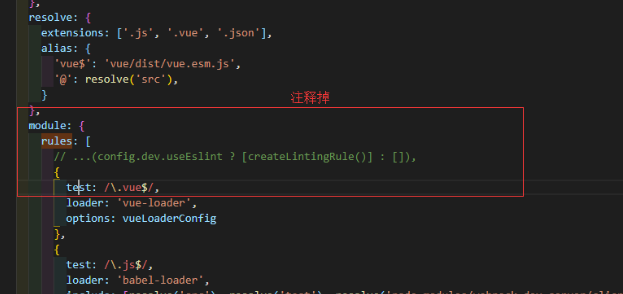 },
resolve: {
extensions: ['.js', '.vue', '.json'],
alias: {
'vue$': 'vue/dist/vue.esm.js',
'@': resolve('src'),
}
注释掉
},
module: {
rules: [
// ...(config.dev.useEslint ? [createLintingRule()] : []),
{
test: /\.vue$/,
loader: 'vue-loader',
options: vueLoaderConfig
},
{
test: /\.js$/,
loader: 'babel-loader',